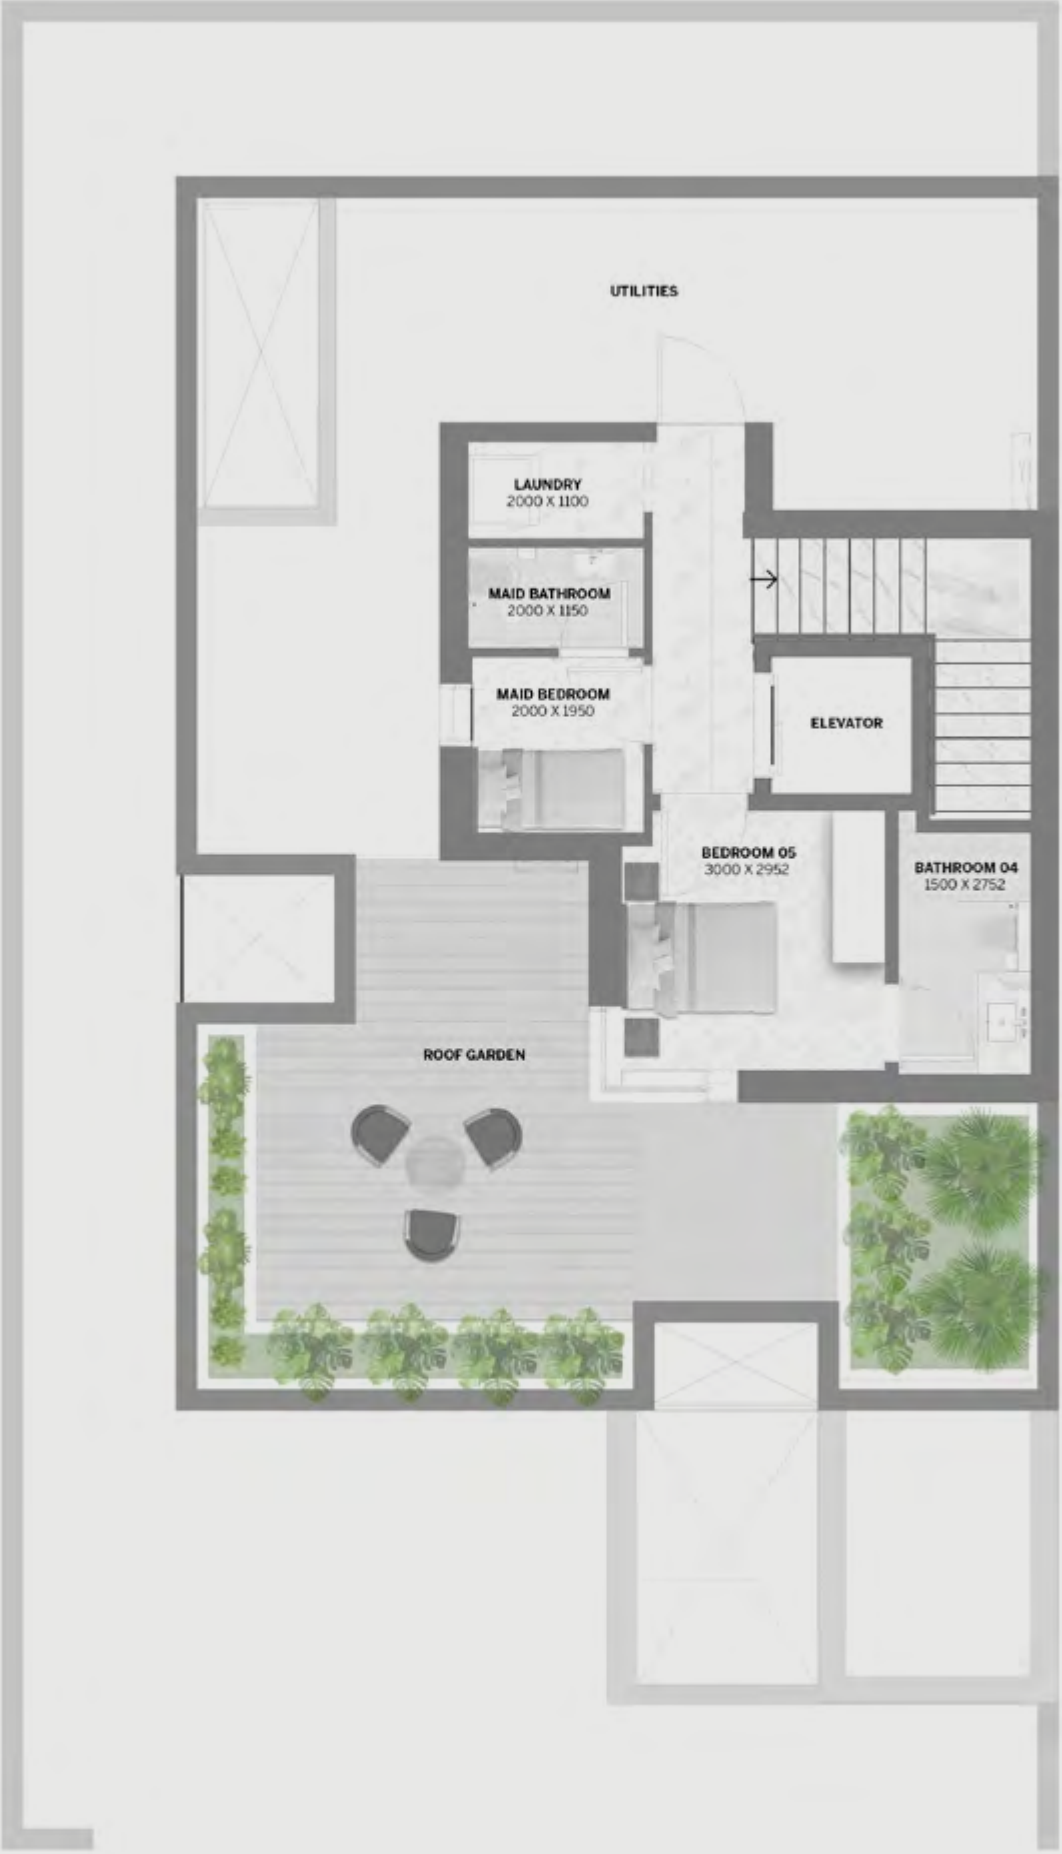 UTILITIES
LAUNDRY
2000 X 1100
MAID BATHROOM
2000 X 1150
MAID BEDROOM
2000 X 1950
ELEVATOR
BEDROOM 05
3000 X 2952
BATHROOM 04
1500 X 2752
ROOF GARDEN